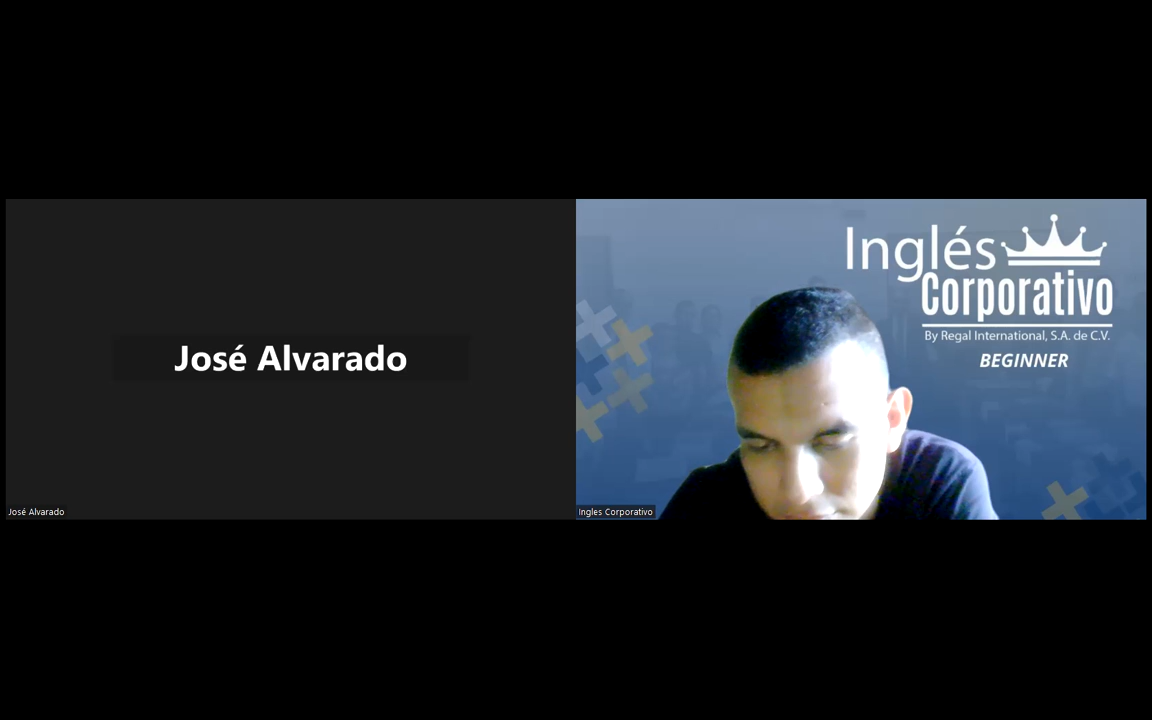 José Alvarado
José Alvarado
Inglés
Corporativo
By Regal International, S.A. de C.V.
BEGINNER
Ingles Corporativo